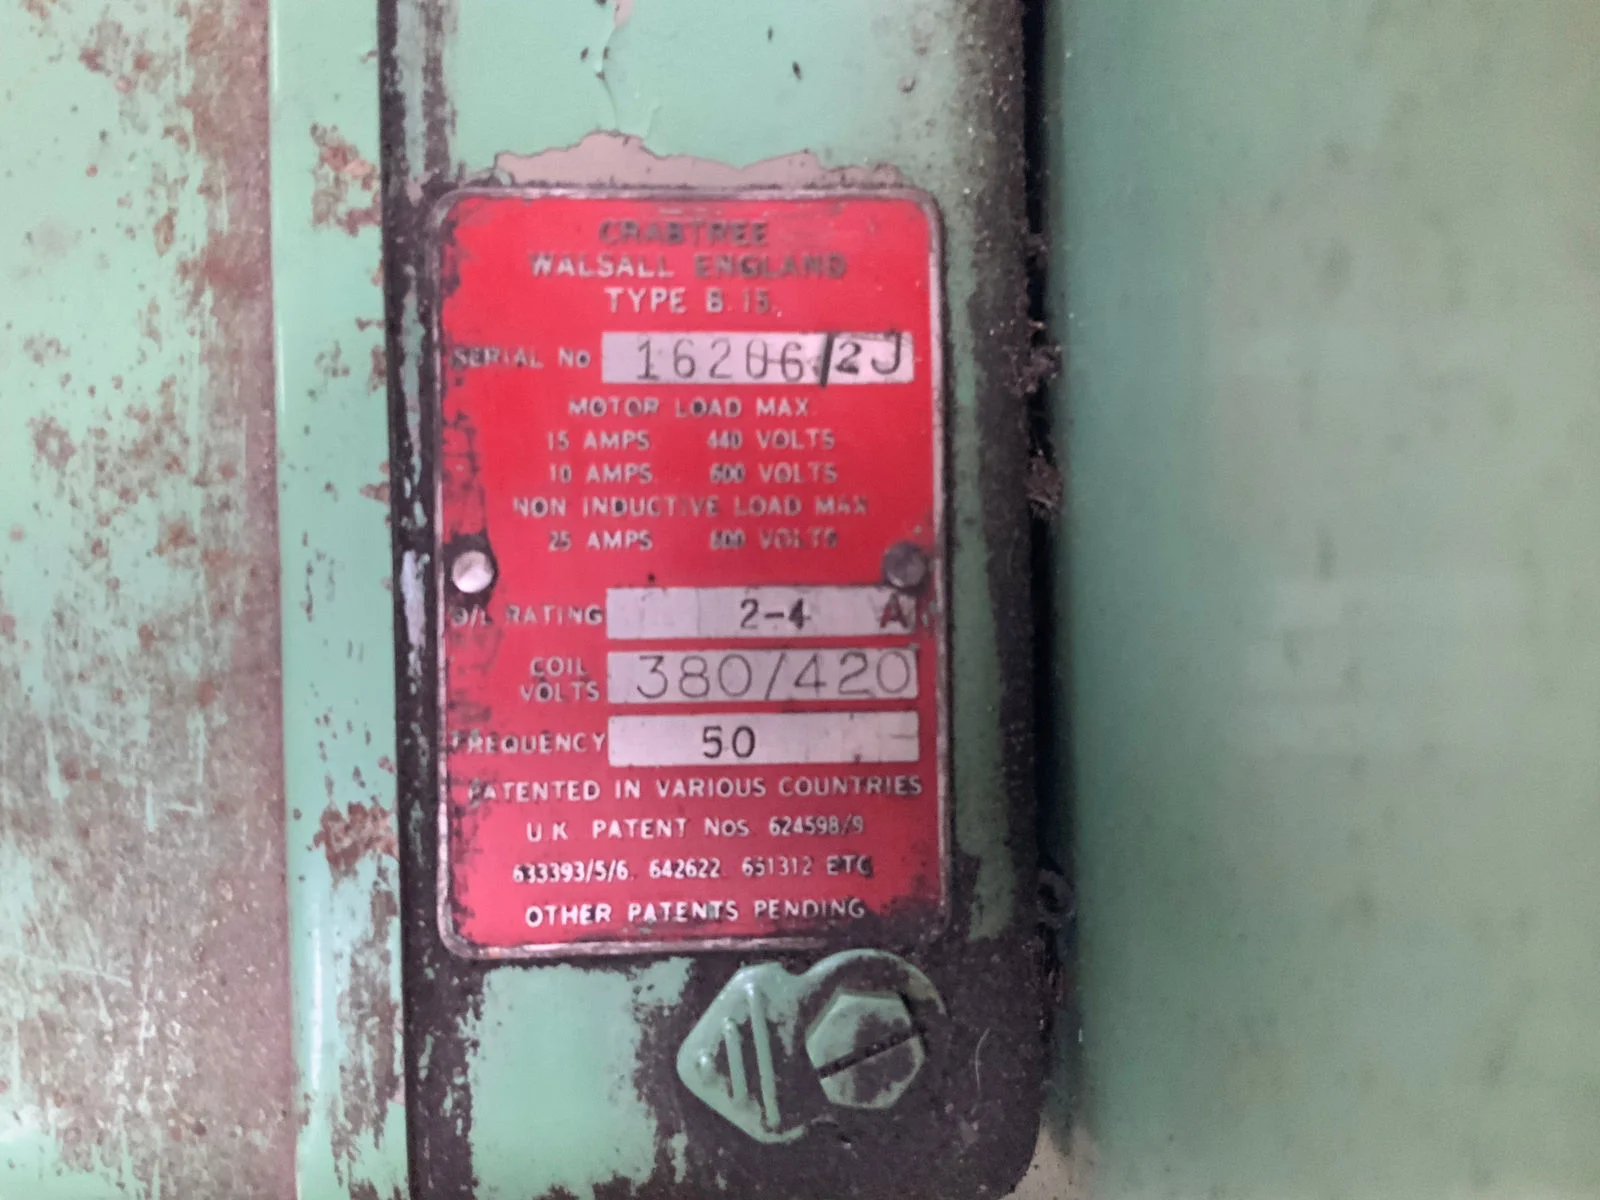 CRABTREE
WALSALL ENGLAND
TYPE B.15.
SERIAL No 16206/2J
MOTOR LOAD MAX.
15 AMPS 440 VOLTS
10 AMPS 600 VOLTS
NON INDUCTIVE LOAD MAX
25 AMPS 600 VOLTS
O/L RATING 2-4 A
COIL VOLTS 380/420
FREQUENCY 50
PATENTED IN VARIOUS COUNTRIES
U.K. PATENT Nos. 624598/9
633393/5/6. 642622. 651312 ETC
OTHER PATENTS PENDING